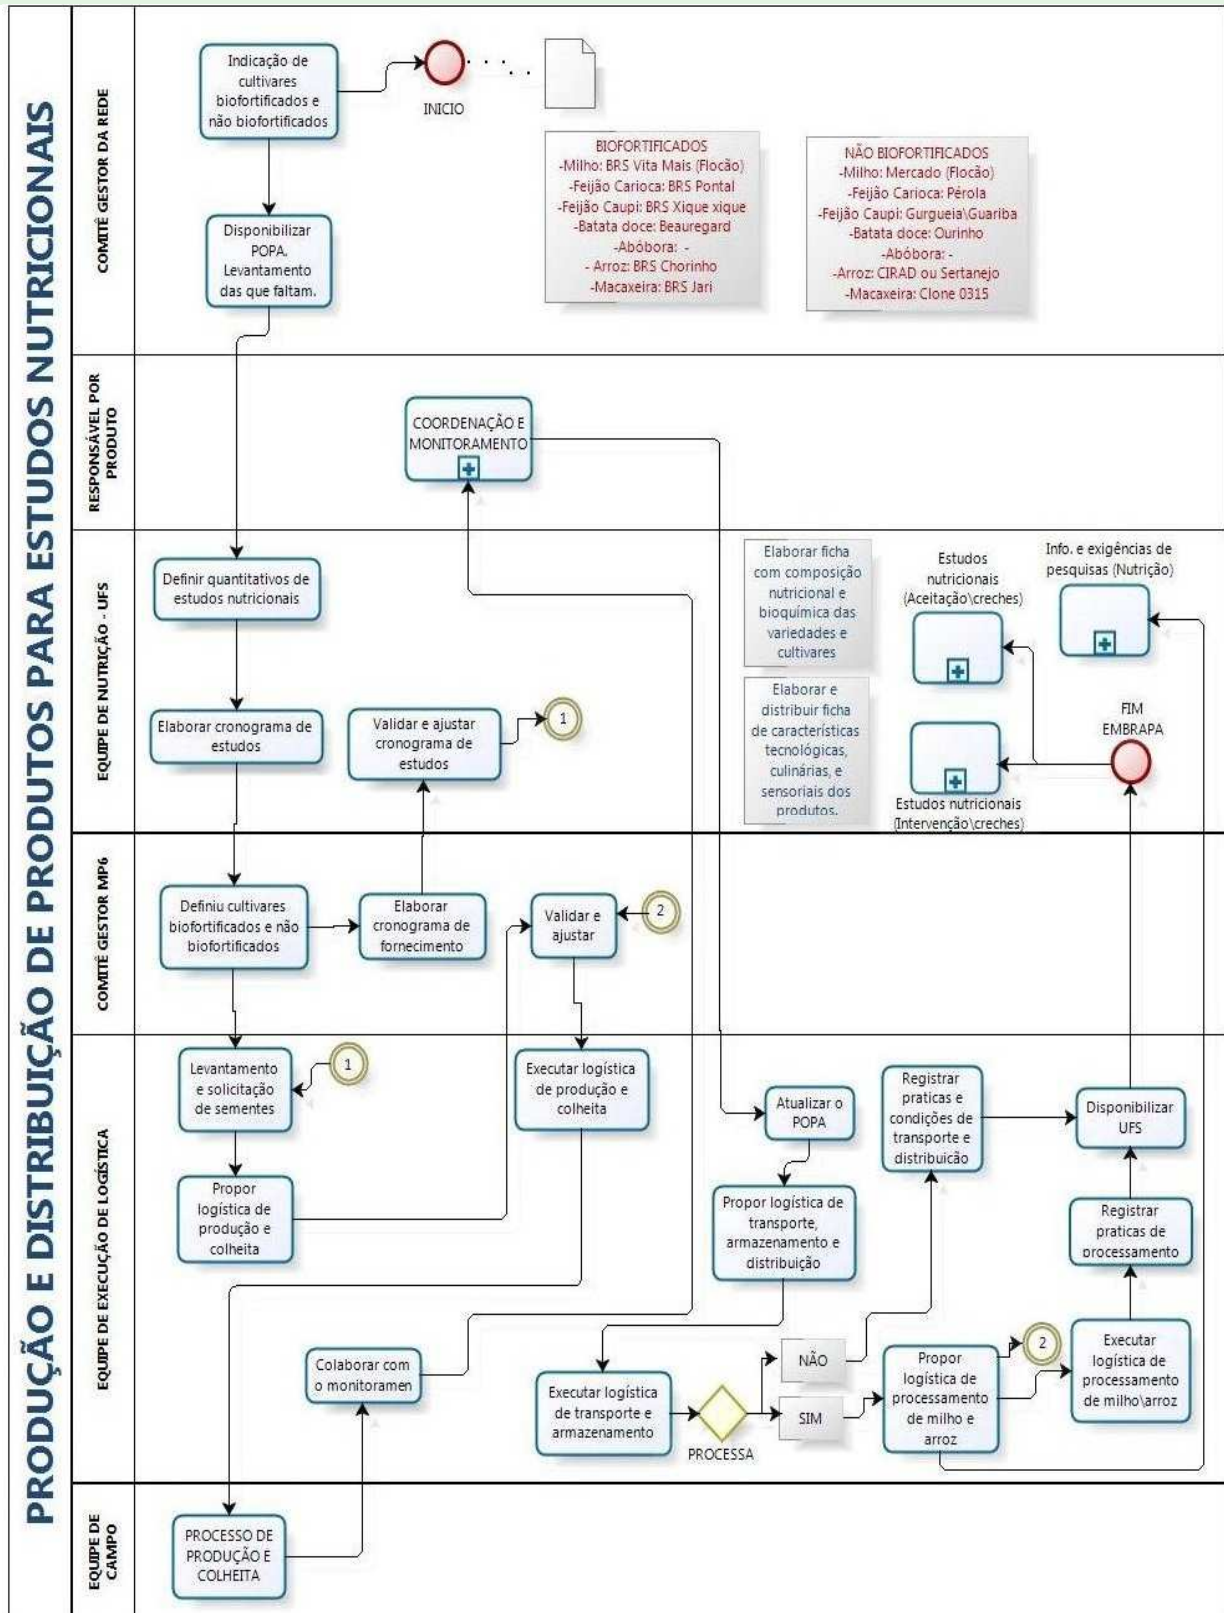 PRODUÇÃO E DISTRIBUIÇÃO DE PRODUTOS PARA ESTUDOS NUTRICIONAIS
COMITÊ GESTOR DA REDE
Indicação de
cultivares
biofortificados e
não biofortificados
INICIO
BIOFORTIFICADOS
-Milho: BRS Vita Mais (Flocão)
-Feijão Carioca: BRS Pontal
-Feijão Caupi: BRS Xique xique
-Batata doce: Beauregard
-Abóbora: -
- Arroz: BRS Chorinho
-Macaxeira: BRS Jari
NÃO BIOFORTIFICADOS
-Milho: Mercado (Flocão)
-Feijão Carioca: Pérola
-Feijão Caupi: Gurgueia\Guariba
-Batata doce: Ourinho
-Abóbora: -
-Arroz: CIRAD ou Sertanejo
-Macaxeira: Clone 0315
Disponibilizar
POPA.
Levantamento
das que faltam.
RESPONSÁVEL POR
PRODUTO
COORDENAÇÃO E
MONITORAMENTO
EQUIPE DE NUTRIÇÃO - UFS
Definir quantitativos de
estudos nutricionais
Elaborar cronograma de
estudos
Validar e ajustar
cronograma de
estudos
1
Elaborar ficha
com composição
nutricional e
bioquímica das
variedades e
cultivares
Elaborar e
distribuir ficha
de características
tecnológicas,
culinárias, e
sensoriais dos
produtos.
Estudos
nutricionais
(Aceitação\creches)
Info. e exigências de
pesquisas (Nutrição)
FIM
EMBRAPA
Estudos nutricionais
(Intervenção\creches)
COMITÊ GESTOR MP6
Definiu cultivares
biofortificados e não
biofortificados
Elaborar
cronograma de
fornecimento
Validar e
ajustar
2
EQUIPE DE EXECUÇÃO DE LOGÍSTICA
Levantamento
e solicitação
de sementes
1
Propor
logística de
produção e
colheita
Executar logística
de produção e
colheita
Atualizar o
POPA
Registrar
praticas e
condições de
transporte e
distribuicão
Disponibilizar
UFS
Propor logística de
transporte,
armazenamento e
distribuição
Registrar
praticas de
processamento
Colaborar com
o monitoramen
Executar logística
de transporte e
armazenamento
PROCESSA
NÃO
SIM
Propor
logística de
processamento
de milho e
arroz
2
Executar
logística de
processamento
de milho\arroz
EQUIPE DE
CAMPO
PROCESSO DE
PRODUÇÃO E
COLHEITA